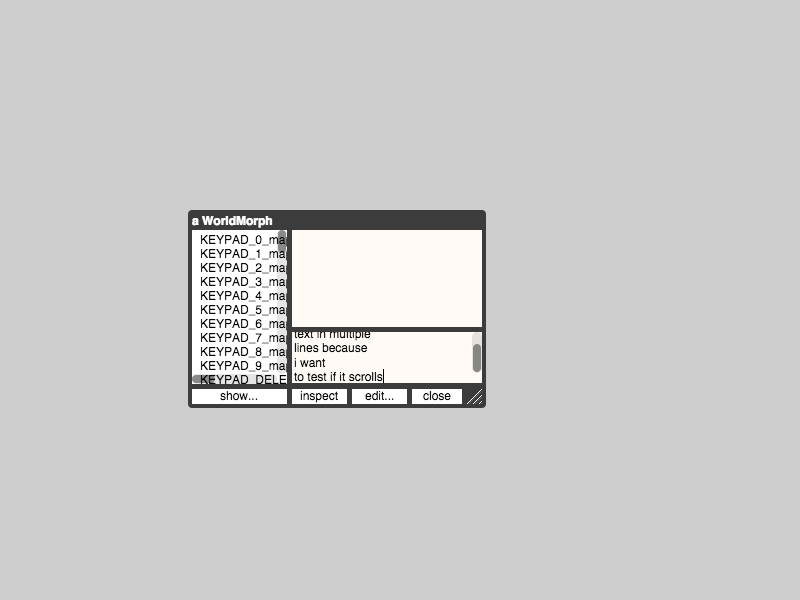 a WorldMorph
KEYPAD_0_ma
KEYPAD_1_ma
KEYPAD_2_ma
KEYPAD_3_ma
KEYPAD_4_ma
KEYPAD_5_ma
KEYPAD_6_ma
KEYPAD_7_ma
KEYPAD_8_ma
KEYPAD_9_ma
KEYPAD_DELE
text in multiple
lines because
i want
to test if it scrolls
show... inspect edit... close